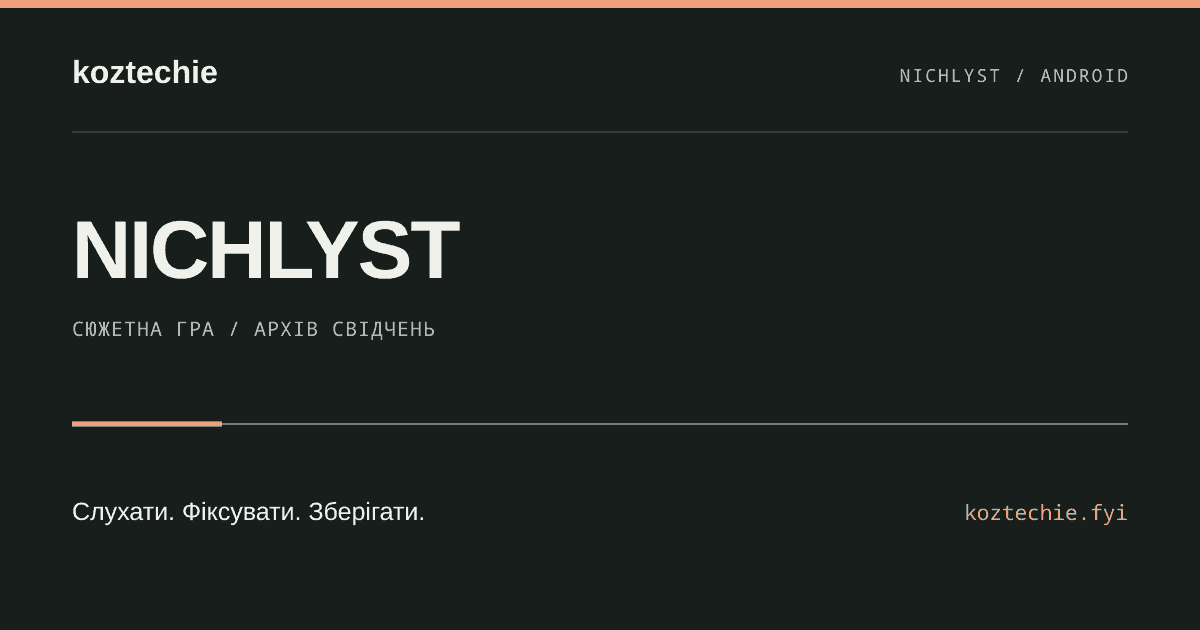 koztechie
NICHLYST / ANDROID
NICHLYST
СЮЖЕТНА ГРА / АРХІВ СВІДЧЕНЬ
Слухати. Фіксувати. Зберігати.
koztechie.fyi